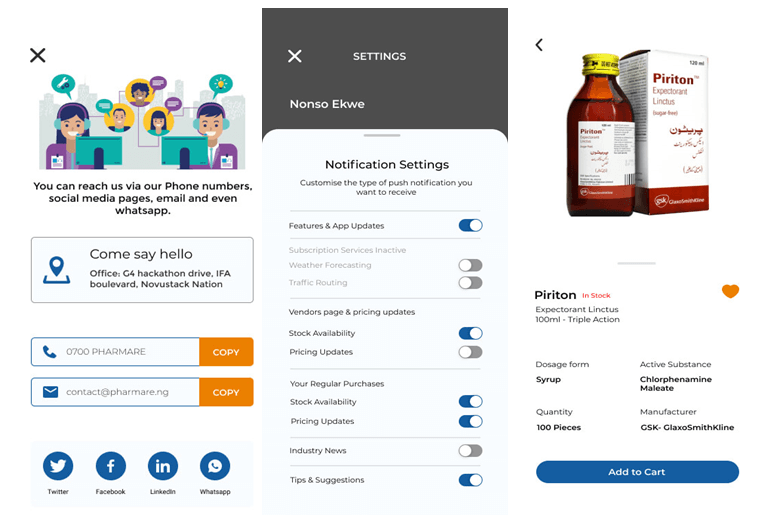 You can reach us via our Phone numbers,
social media pages, email and even
whatsapp.
Come say hello
Office: G4 hackathon drive, IFA
boulevard, Novustack Nation
0700 PHARMARE
COPY
contact@pharmare.ng
COPY
Twitter
Facebook
LinkedIn
Whatsapp
SETTINGS
Nonso Ekwe
Notification Settings
Customise the type of push notification you
want to receive
Features & App Updates
Subscription Services Inactive
Weather Forecasting
Traffic Routing
Vendors page & pricing updates
Stock Availability
Pricing Updates
Your Regular Purchases
Stock Availability
Pricing Updates
Industry News
Tips & Suggestions
120 ml
Piriton™
Expectorant
Linctus
(sugar-free)
پریٹون
gsk GlaxoSmithKline
Piriton™
Expectorant
Linctus
Piriton In Stock
Expectorant Linctus
100ml - Triple Action
Dosage form
Syrup
Active Substance
Chlorphenamine
Maleate
Quantity
100 Pieces
Manufacturer
GSK- GlaxoSmithKline
Add to Cart